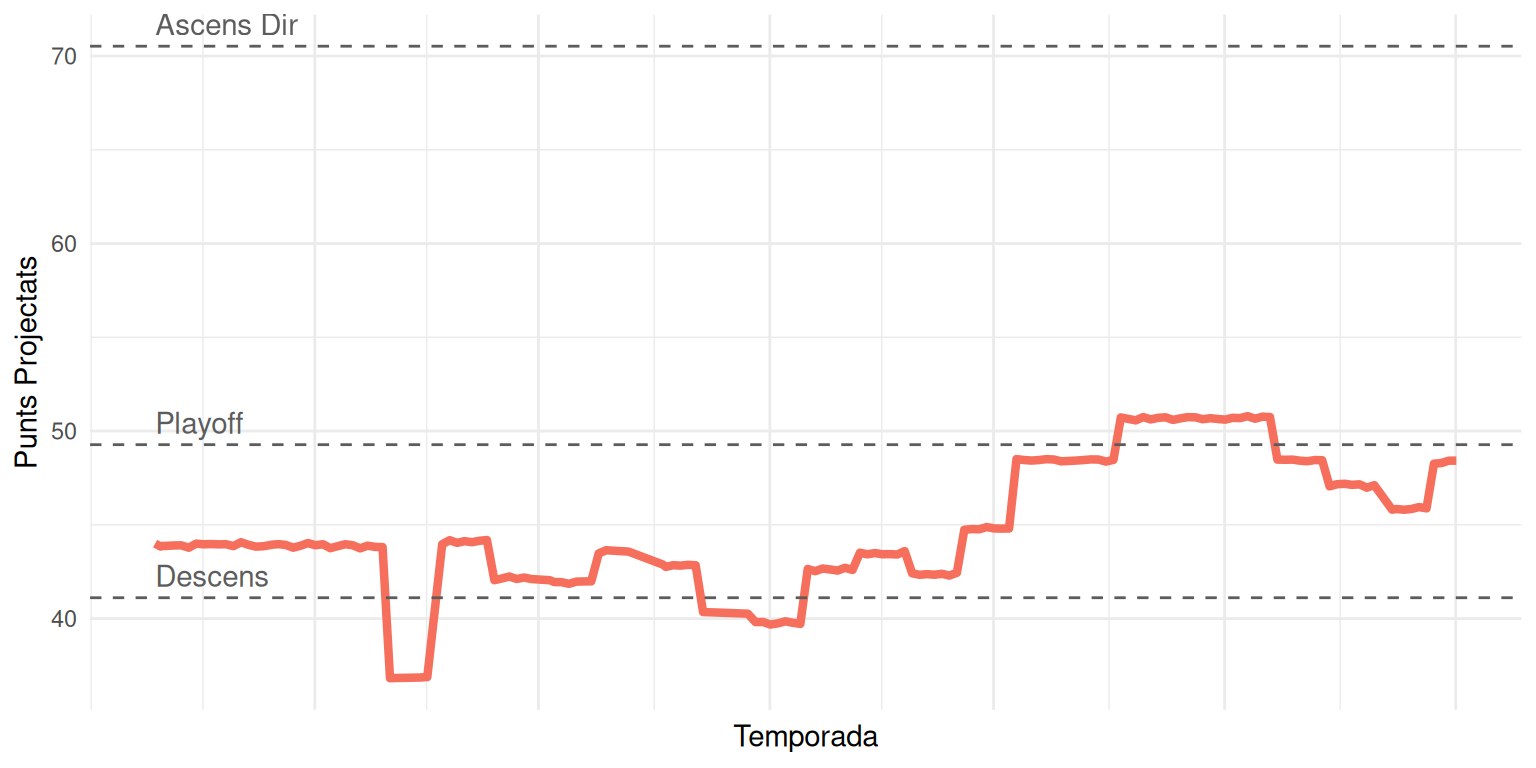 Ascens Dir
70
60
Punts Projectats
Playoff
50
Descens
40
Temporada